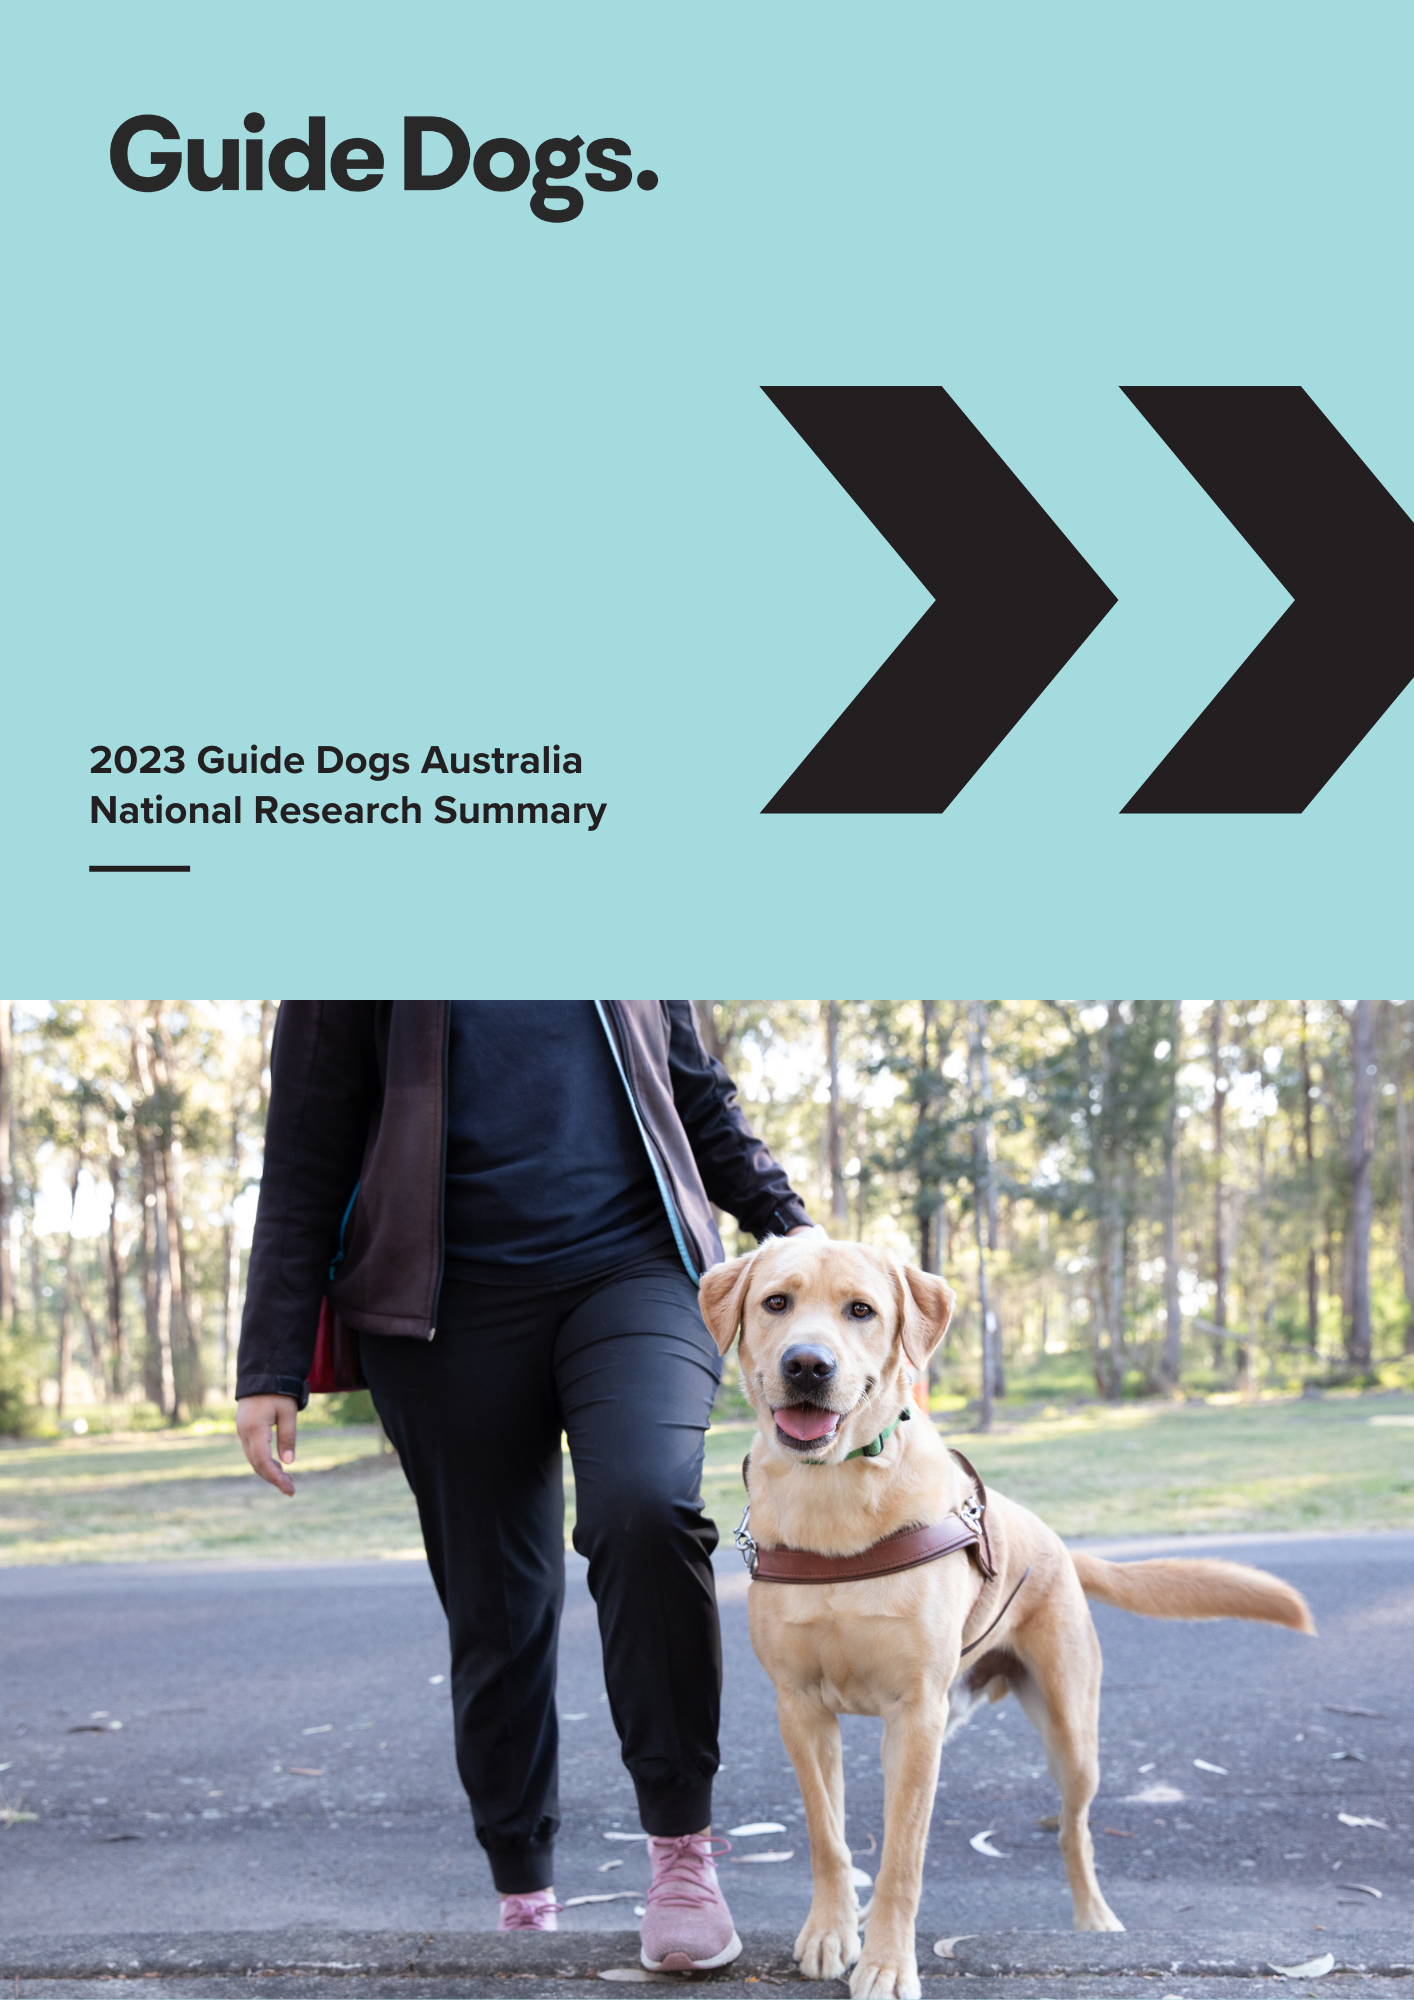 Guide Dogs.
2023 Guide Dogs Australia
National Research Summary